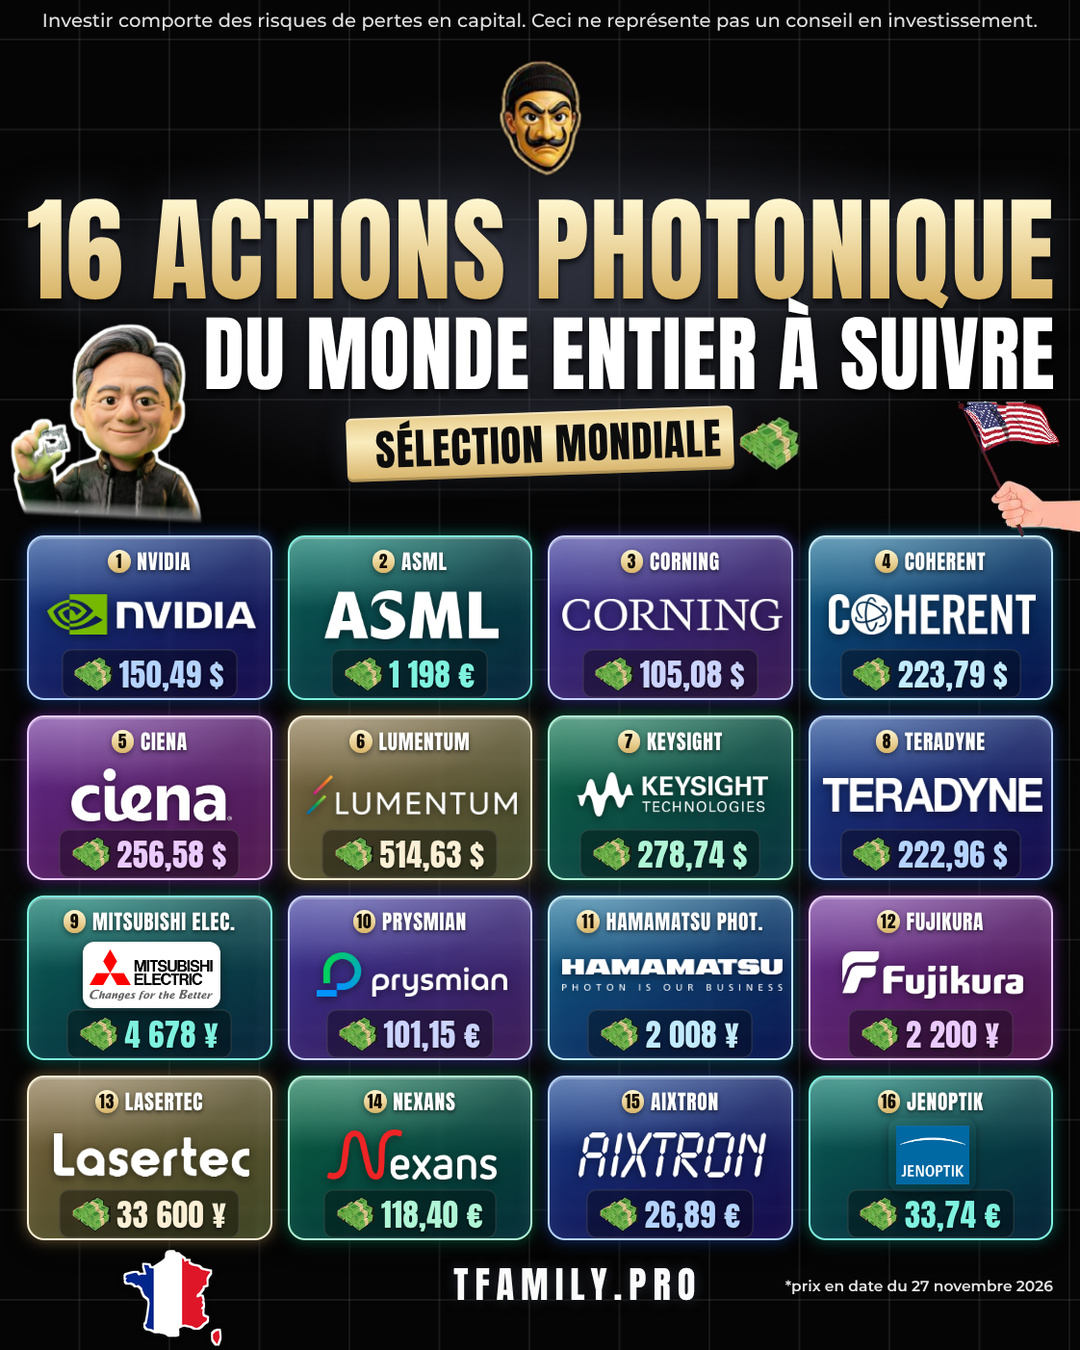 Investir comporte des risques de pertes en capital. Ceci ne représente pas un conseil en investissement.
16 ACTIONS PHOTONIQUE
DU MONDE ENTIER À SUIVRE
SÉLECTION MONDIALE
1 NVIDIA
NVIDIA
150,49 $
2 ASML
ASML
1 198 €
3 CORNING
CORNING
105,08 $
4 COHERENT
COHERENT
223,79 $
5 CIENA
ciena
256,58 $
6 LUMENTUM
LUMENTUM
514,63 $
7 KEYSIGHT
KEYSIGHT
TECHNOLOGIES
278,74 $
8 TERADYNE
TERADYNE
222,96 $
9 MITSUBISHI ELEC.
MITSUBISHI
ELECTRIC
Changes for the Better
4 678 ¥
10 PRYSMIAN
prysmian
101,15 €
11 HAMAMATSU PHOT.
HAMAMATSU
PHOTON IS OUR BUSINESS
2 008 ¥
12 FUJIKURA
Fujikura
2 200 ¥
13 LASERTEC
Lasertec
33 600 ¥
14 NEXANS
Nexans
118,40 €
15 AIXTRON
AIXTRON
26,89 €
16 JENOPTIK
JENOPTIK
33,74 €
TFAMILY.PRO
*prix en date du 27 novembre 2026